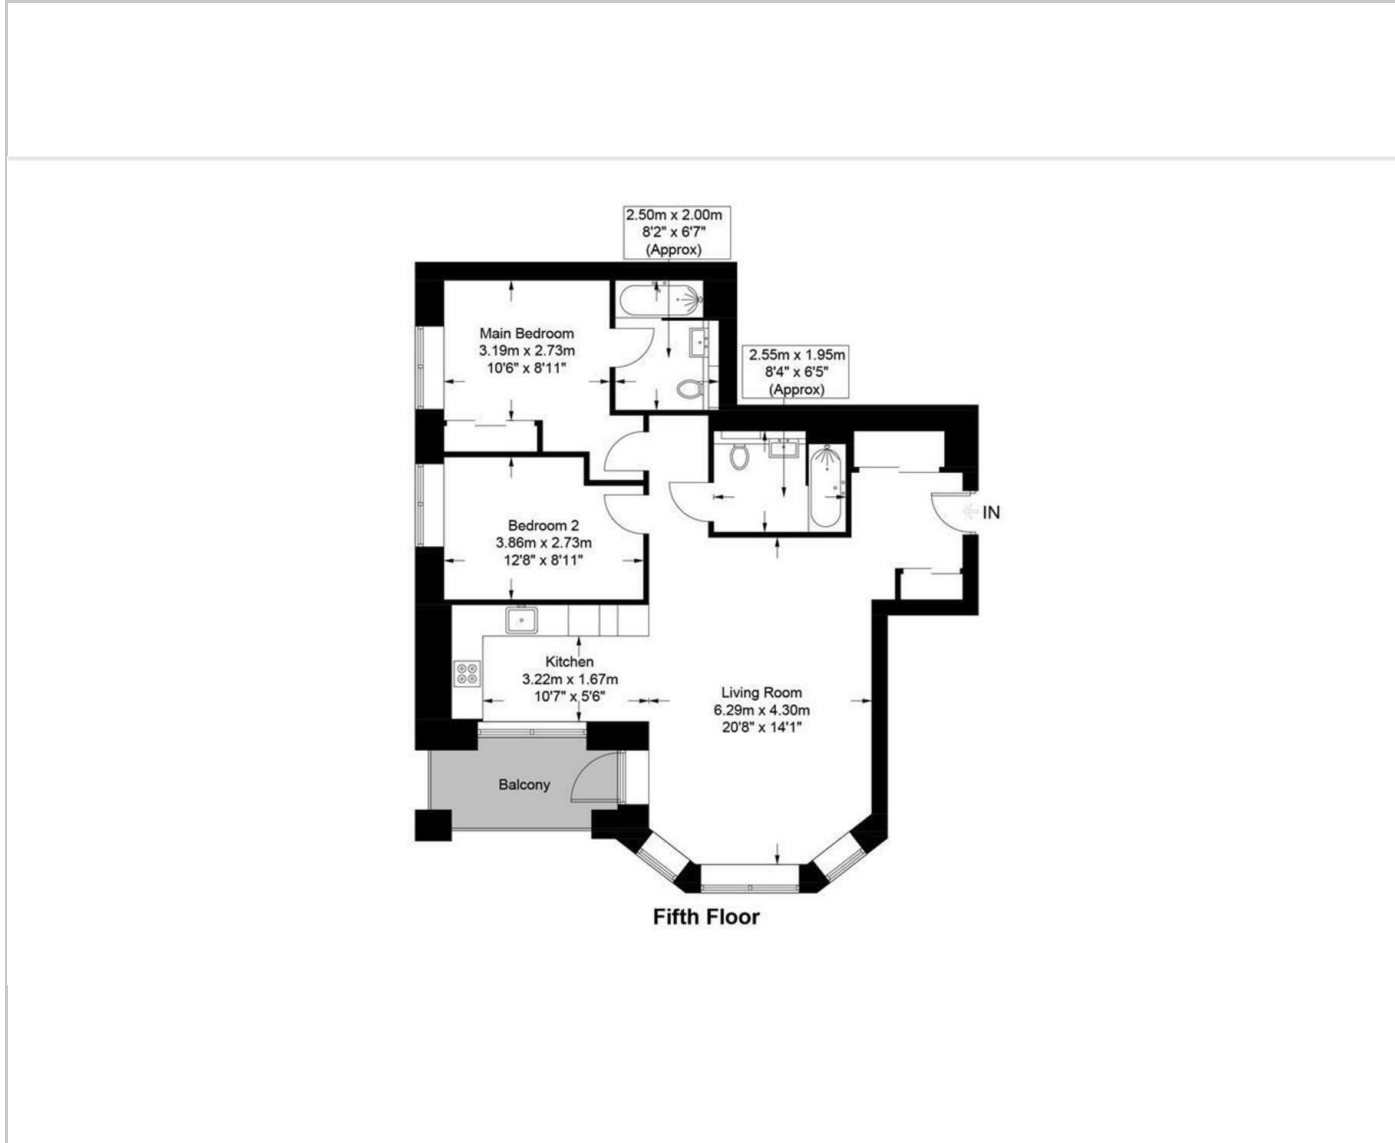 2.50m x 2.00m
8'2" x 6'7"
(Approx)
Main Bedroom
3.19m x 2.73m
10'6" x 8'11"
2.55m x 1.95m
8'4" x 6'5"
(Approx)
IN
Bedroom 2
3.86m x 2.73m
12'8" x 8'11"
Kitchen
3.22m x 1.67m
10'7" x 5'6"
Living Room
6.29m x 4.30m
20'8" x 14'1"
Balcony
Fifth Floor